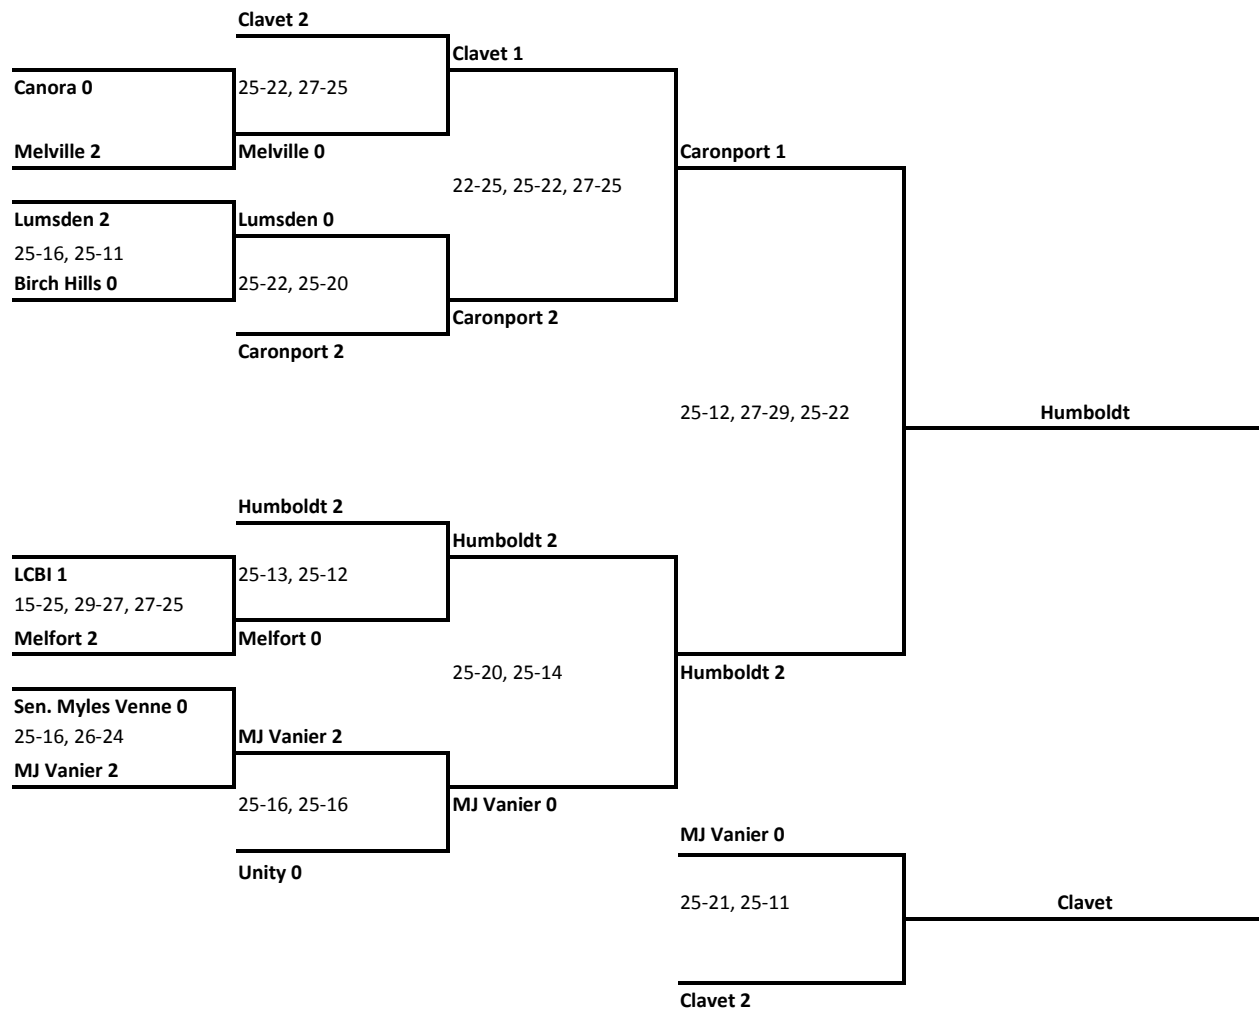 Clavet 2
Clavet 1
Canora 0
25-22, 27-25
Melville 2
Melville 0
Caronport 1
22-25, 25-22, 27-25
Lumsden 2
Lumsden 0
25-16, 25-11
Birch Hills 0
25-22, 25-20
Caronport 2
Caronport 2
25-12, 27-29, 25-22
Humboldt
Humboldt 2
Humboldt 2
LCBI 1
25-13, 25-12
15-25, 29-27, 27-25
Melfort 2
Melfort 0
25-20, 25-14
Humboldt 2
Sen. Myles Venne 0
25-16, 26-24
MJ Vanier 2
MJ Vanier 2
25-16, 25-16
MJ Vanier 0
MJ Vanier 0
Unity 0
25-21, 25-11
Clavet
Clavet 2